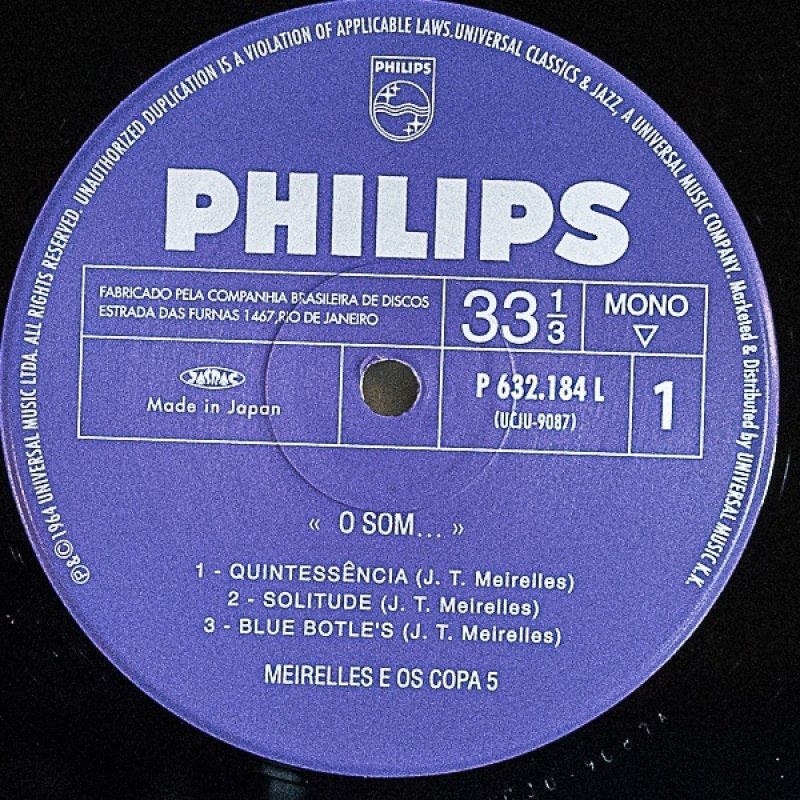 ℗&©1964 UNIVERSAL MUSIC LTDA. ALL RIGHTS RESERVED. UNAUTHORIZED DUPLICATION IS A VIOLATION OF APPLICABLE LAWS. UNIVERSAL CLASSICS & JAZZ, A UNIVERSAL MUSIC COMPANY. Marketed & Distributed by UNIVERSAL MUSIC K.K.
PHILIPS
PHILIPS
FABRICADO PELA COMPANHIA BRASILEIRA DE DISCOS
ESTRADA DAS FURNAS 1467,RIO DE JANEIRO
33 1/3
MONO
JASRAC
Made in Japan
P 632.184 L
(UCJU-9087)
1
« O SOM... »
1 - QUINTESSÊNCIA (J. T. Meirelles)
2 - SOLITUDE (J. T. Meirelles)
3 - BLUE BOTLE'S (J. T. Meirelles)
MEIRELLES E OS COPA 5